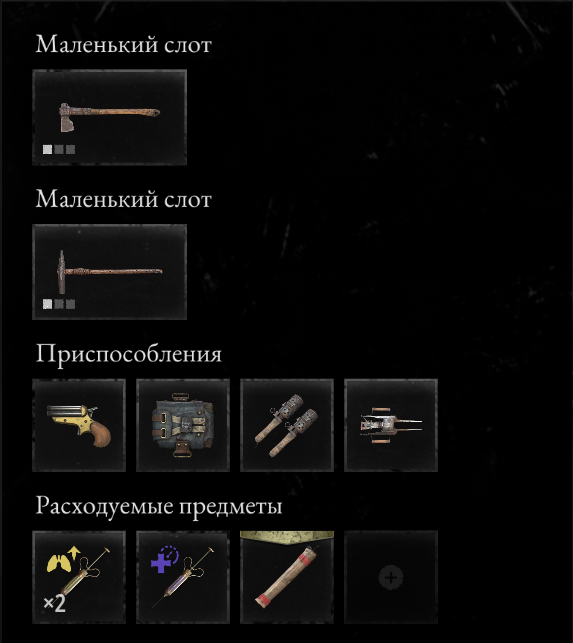 Маленький слот
Маленький слот
Приспособления
Расходуемые предметы
×2